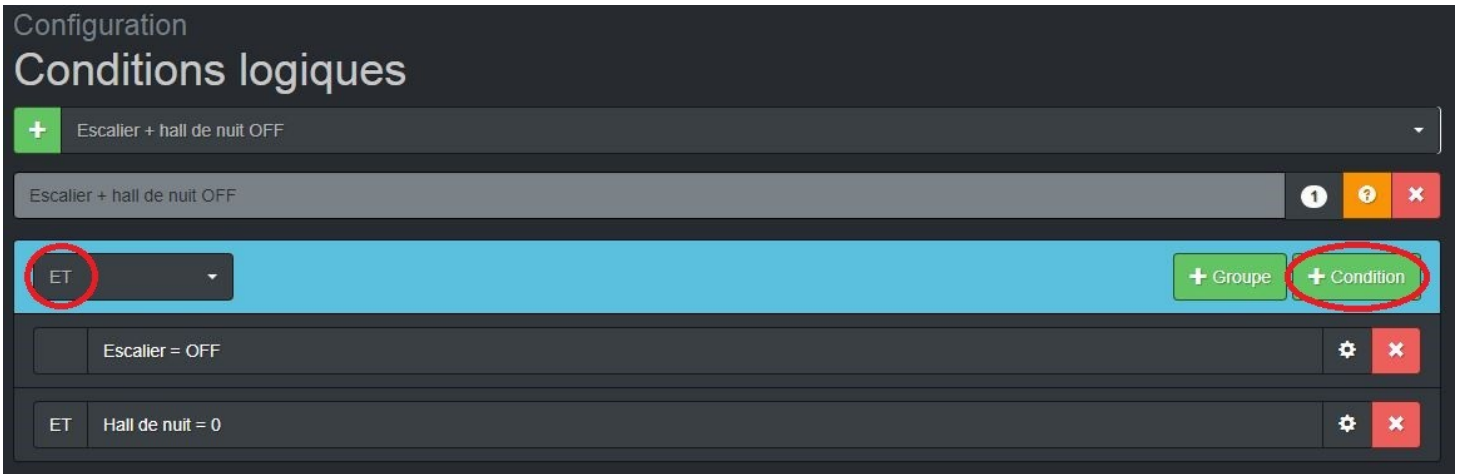 Configuration
Conditions logiques
+ Escalier + hall de nuit OFF
Escalier + hall de nuit OFF 1 ?
ET + Groupe + Condition
Escalier = OFF
ET Hall de nuit = 0